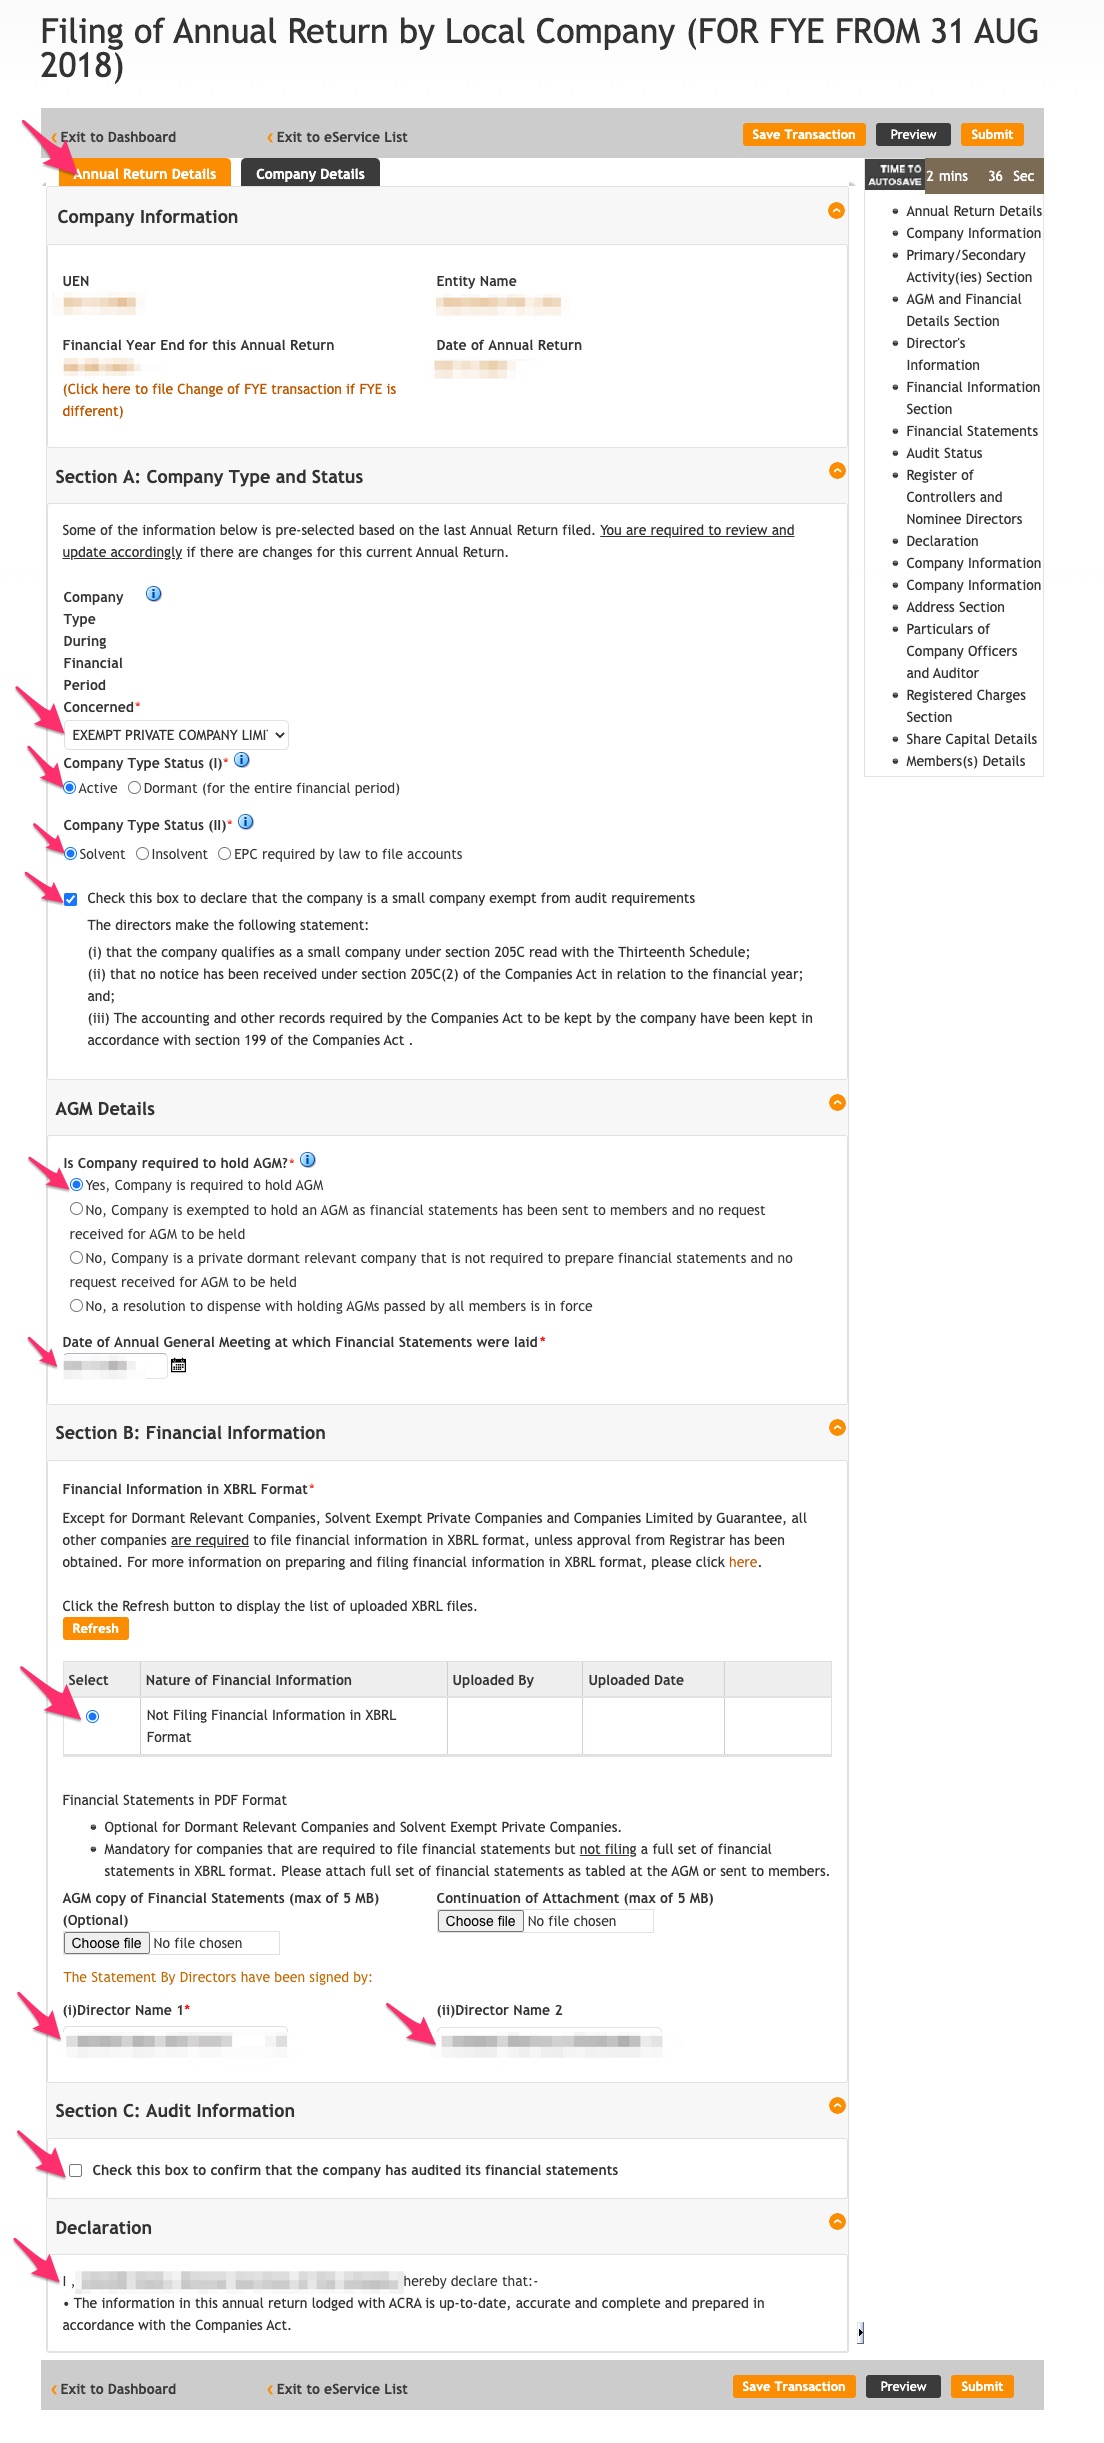 Filing of Annual Return by Local Company (FOR FYE FROM 31 AUG
2018)
Exit to Dashboard
Exit to eService List
Save Transaction
Preview
Submit
Annual Return Details
Company Details
TIME TO
AUTOSAVE
2 mins 36 Sec
Company Information
UEN
Entity Name
Financial Year End for this Annual Return
Date of Annual Return
(Click here to file Change of FYE transaction if FYE is
different)
Section A: Company Type and Status
Some of the information below is pre-selected based on the last Annual Return filed. You are required to review and
update accordingly if there are changes for this current Annual Return.
Company
Type
During
Financial
Period
Concerned*
EXEMPT PRIVATE COMPANY LIMI
Company Type Status (I)*
Active Dormant (for the entire financial period)
Company Type Status (II)*
Solvent Insolvent EPC required by law to file accounts
Check this box to declare that the company is a small company exempt from audit requirements
The directors make the following statement:
(i) that the company qualifies as a small company under section 205C read with the Thirteenth Schedule;
(ii) that no notice has been received under section 205C(2) of the Companies Act in relation to the financial year;
and;
(iii) The accounting and other records required by the Companies Act to be kept by the company have been kept in
accordance with section 199 of the Companies Act .
AGM Details
Is Company required to hold AGM?*
Yes, Company is required to hold AGM
No, Company is exempted to hold an AGM as financial statements has been sent to members and no request
received for AGM to be held
No, Company is a private dormant relevant company that is not required to prepare financial statements and no
request received for AGM to be held
No, a resolution to dispense with holding AGMs passed by all members is in force
Date of Annual General Meeting at which Financial Statements were laid*
Section B: Financial Information
Financial Information in XBRL Format*
Except for Dormant Relevant Companies, Solvent Exempt Private Companies and Companies Limited by Guarantee, all
other companies are required to file financial information in XBRL format, unless approval from Registrar has been
obtained. For more information on preparing and filing financial information in XBRL format, please click here.
Click the Refresh button to display the list of uploaded XBRL files.
Refresh
Select
Nature of Financial Information
Uploaded By
Uploaded Date
Not Filing Financial Information in XBRL
Format
Financial Statements in PDF Format
• Optional for Dormant Relevant Companies and Solvent Exempt Private Companies.
• Mandatory for companies that are required to file financial statements but not filing a full set of financial
statements in XBRL format. Please attach full set of financial statements as tabled at the AGM or sent to members.
AGM copy of Financial Statements (max of 5 MB)
(Optional)
Choose file No file chosen
Continuation of Attachment (max of 5 MB)
Choose file No file chosen
The Statement By Directors have been signed by:
(i)Director Name 1*
(ii)Director Name 2
Section C: Audit Information
Check this box to confirm that the company has audited its financial statements
Declaration
I , hereby declare that:-
• The information in this annual return lodged with ACRA is up-to-date, accurate and complete and prepared in
accordance with the Companies Act.
• Annual Return Details
• Company Information
• Primary/Secondary
Activity(ies) Section
• AGM and Financial
Details Section
• Director's
Information
• Financial Information
Section
• Financial Statements
• Audit Status
• Register of
Controllers and
Nominee Directors
• Declaration
• Company Information
• Company Information
• Address Section
• Particulars of
Company Officers
and Auditor
• Registered Charges
Section
• Share Capital Details
• Members(s) Details
Exit to Dashboard
Exit to eService List
Save Transaction
Preview
Submit